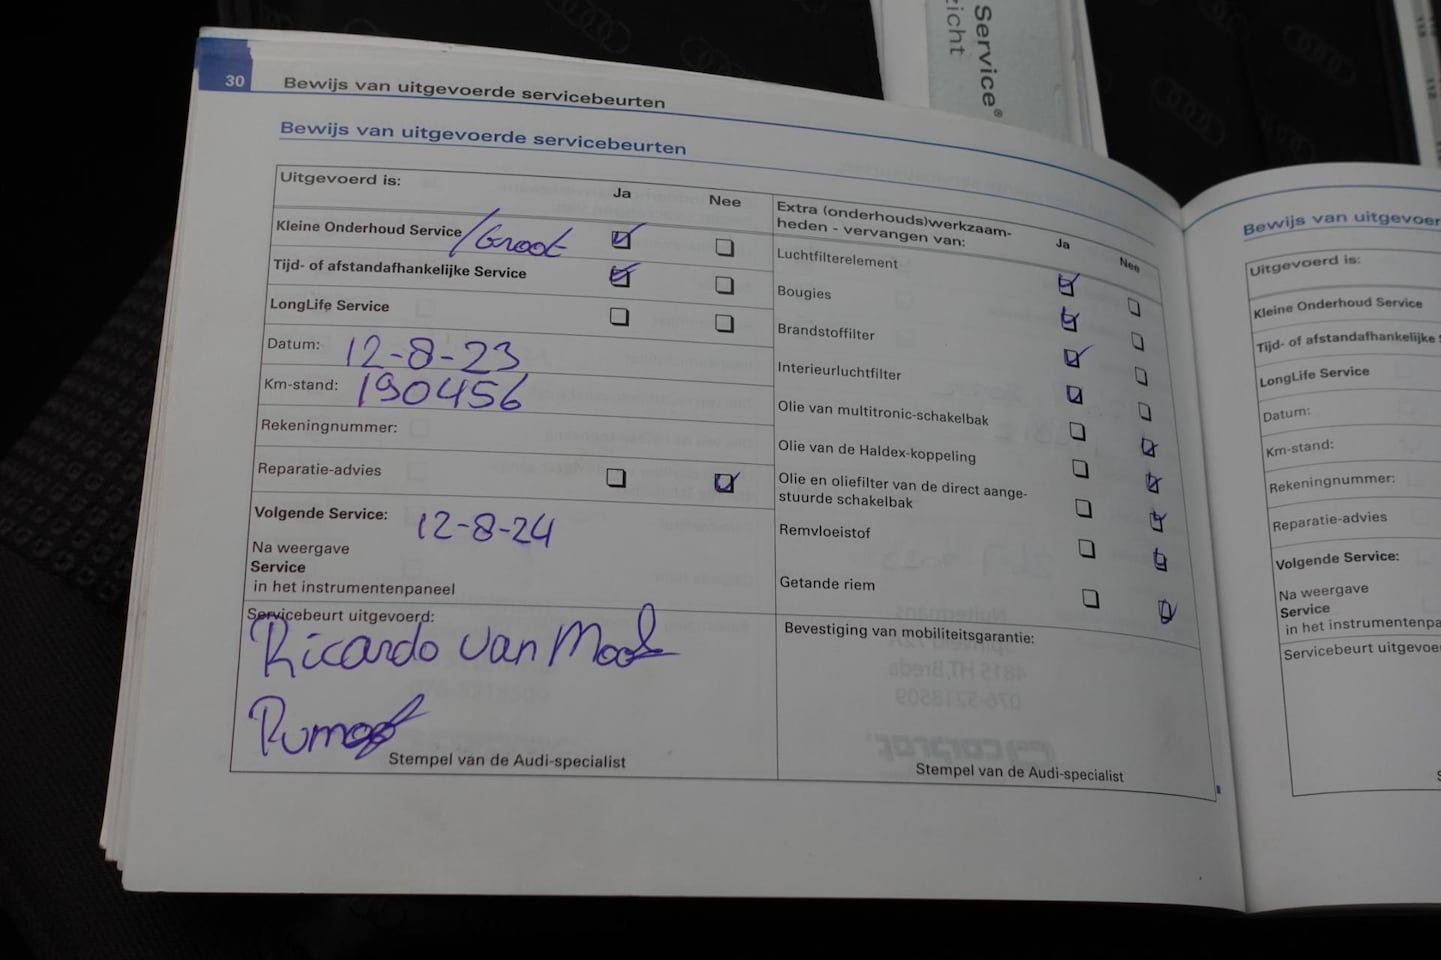 Service®
zicht
30 Bewijs van uitgevoerde servicebeurten
Bewijs van uitgevoerde servicebeurten
Uitgevoerd is: Ja Nee
Kleine Onderhoud Service /Groot
Tijd- of afstandafhankelijke Service
LongLife Service
Datum: 12-8-23
Km-stand: 190456
Rekeningnummer:
Reparatie-advies
Volgende Service: 12-8-24
Na weergave
Service
in het instrumentenpaneel
Servicebeurt uitgevoerd:
Ricardo van
Stempel van de Audi-specialist
Extra (onderhouds)werkzaam-
heden - vervangen van: Ja Nee
Luchtfilterelement
Bougies
Brandstoffilter
Interieurluchtfilter
Olie van multitronic-schakelbak
Olie van de Haldex-koppeling
Olie en oliefilter van de direct aange-
stuurde schakelbak
Remvloeistof
Getande riem
Bevestiging van mobiliteitsgarantie:
Stempel van de Audi-specialist
Bewijs van uitgevoer
Uitgevoerd is:
Kleine Onderhoud Service
Tijd- of afstandafhankelijke
LongLife Service
Datum:
Km-stand:
Rekeningnummer:
Reparatie-advies
Volgende Service:
Na weergave
Service
in het instrumentenpa
Servicebeurt uitgevoe